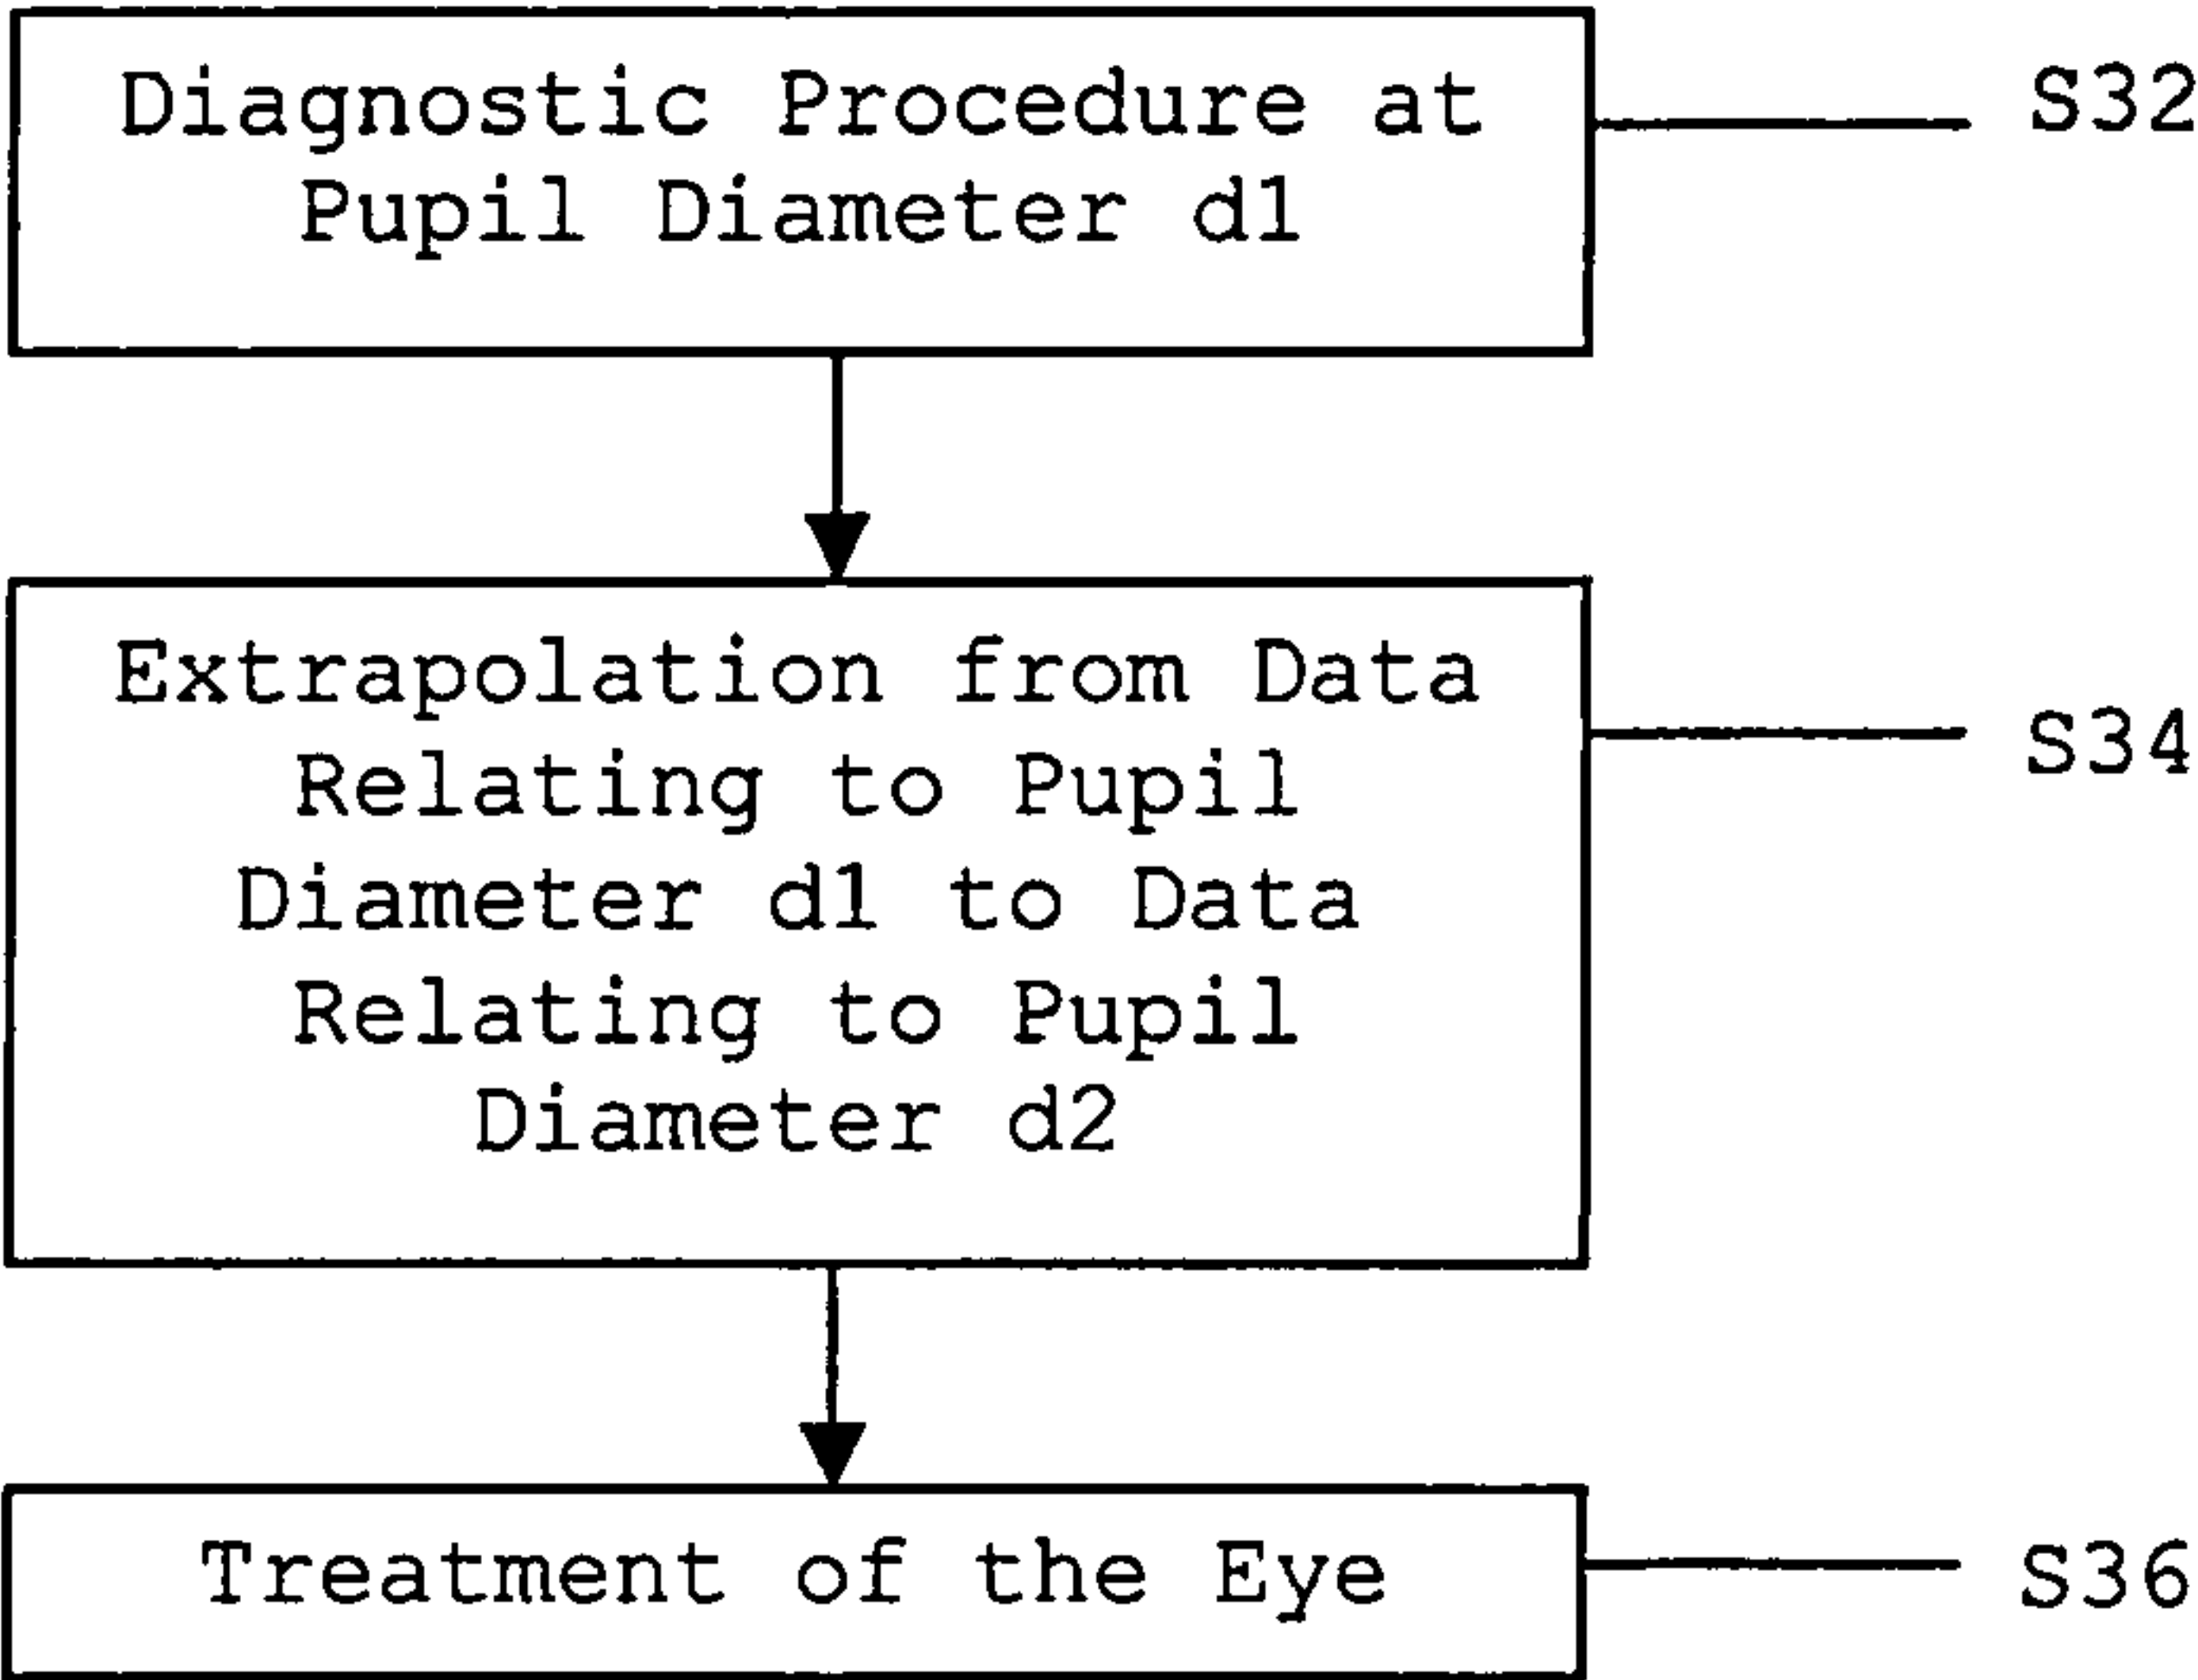 Diagnostic Procedure at
Pupil Diameter d1
S32
Extrapolation from Data
Relating to Pupil
Diameter d1 to Data
Relating to Pupil
Diameter d2
S34
Treatment of the Eye
S36